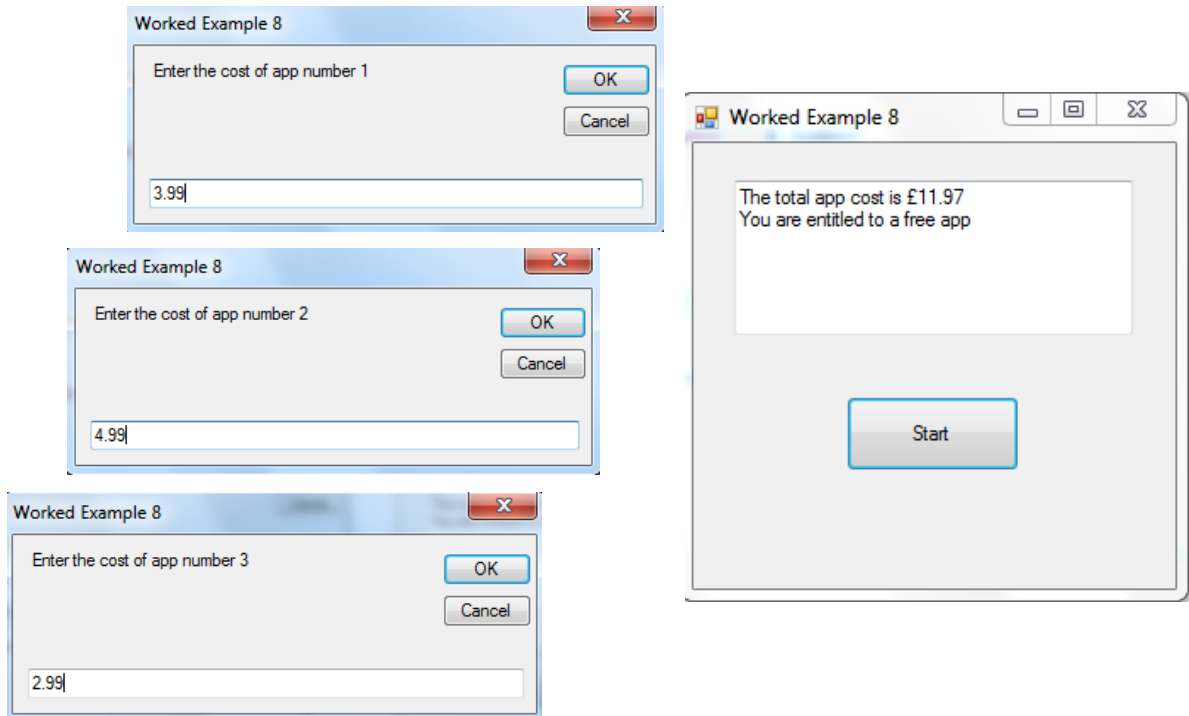 Worked Example 8
Enter the cost of app number 1
OK
Cancel
3.99
Worked Example 8
Enter the cost of app number 2
OK
Cancel
4.99
Worked Example 8
Enter the cost of app number 3
OK
Cancel
2.99
Worked Example 8
The total app cost is £11.97
You are entitled to a free app
Start